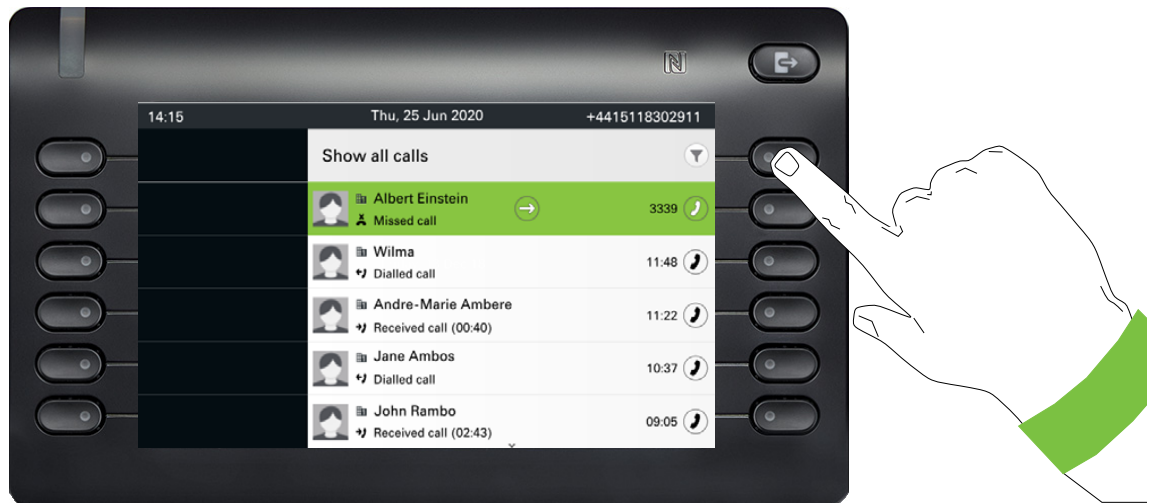 14:15 Thu, 25 Jun 2020 +4415118302911
Show all calls
Albert Einstein
Missed call
3339
Wilma
Dialled call
11:48
Andre-Marie Ambere
Received call (00:40)
11:22
Jane Ambos
Dialled call
10:37
John Rambo
Received call (02:43)
09:05